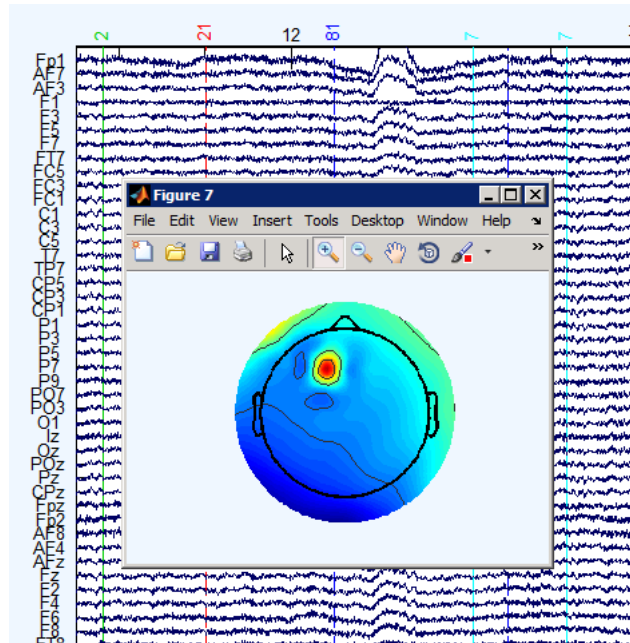 2 21 12 81 7 7
Fp1
AF7
AF3
F1
F3
F5
F7
FT7
FC5
FC3
FC1
C1
C3
C5
T7
TP7
CP5
CP3
CP1
P1
P3
P5
P7
P9
PO7
PO3
O1
Iz
Oz
POz
Pz
CPz
Fpz
Fp2
AF8
AF4
AFz
Fz
F2
F4
F6
F8
FT8
Figure 7
File Edit View Insert Tools Desktop Window Help